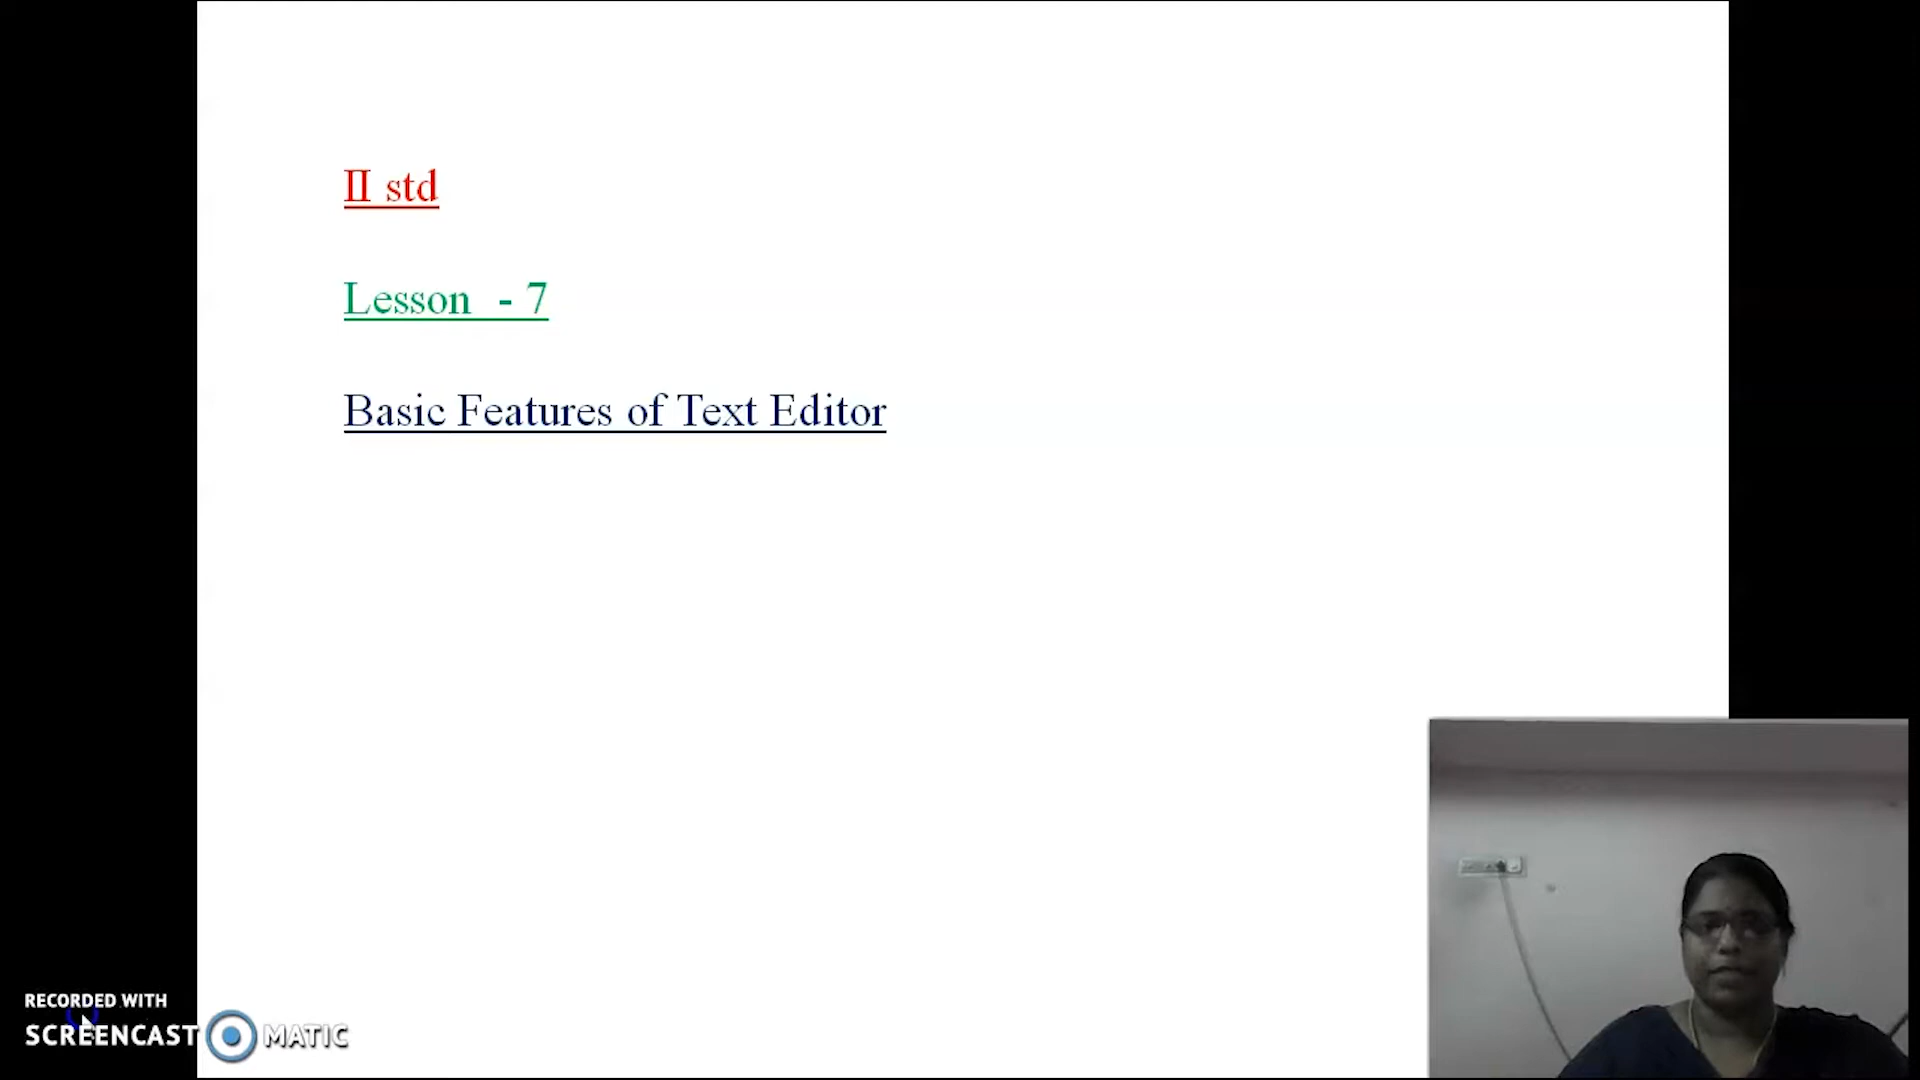 II std
Lesson - 7
Basic Features of Text Editor
RECORDED WITH
SCREENCAST MATIC